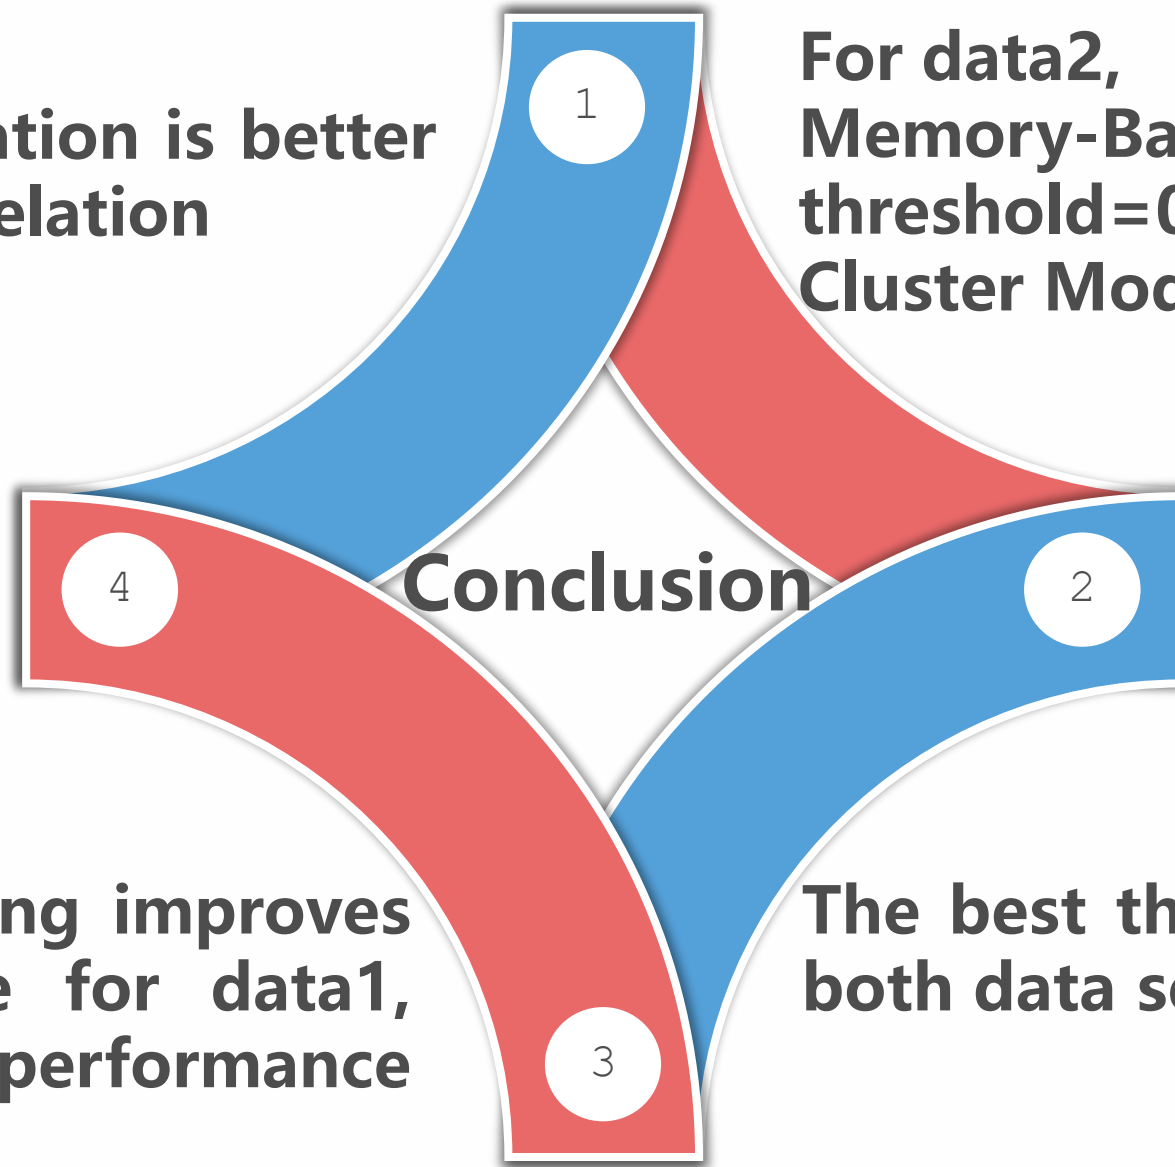 1
ation is better
elation
For data2,
Memory-Ba
threshold=0
Cluster Mod
4
Conclusion
2
ng improves
e for data1,
performance
3
The best th
both data se